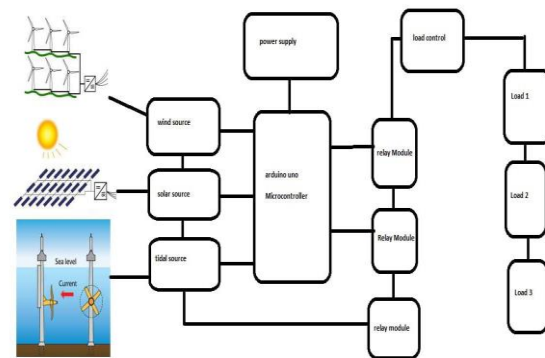 power supply
load control
wind source
Load 1
arduino uno
Microcontroller
relay Module
solar source
Load 2
Relay Module
tidal source
Sea level
Current
Load 3
relay module